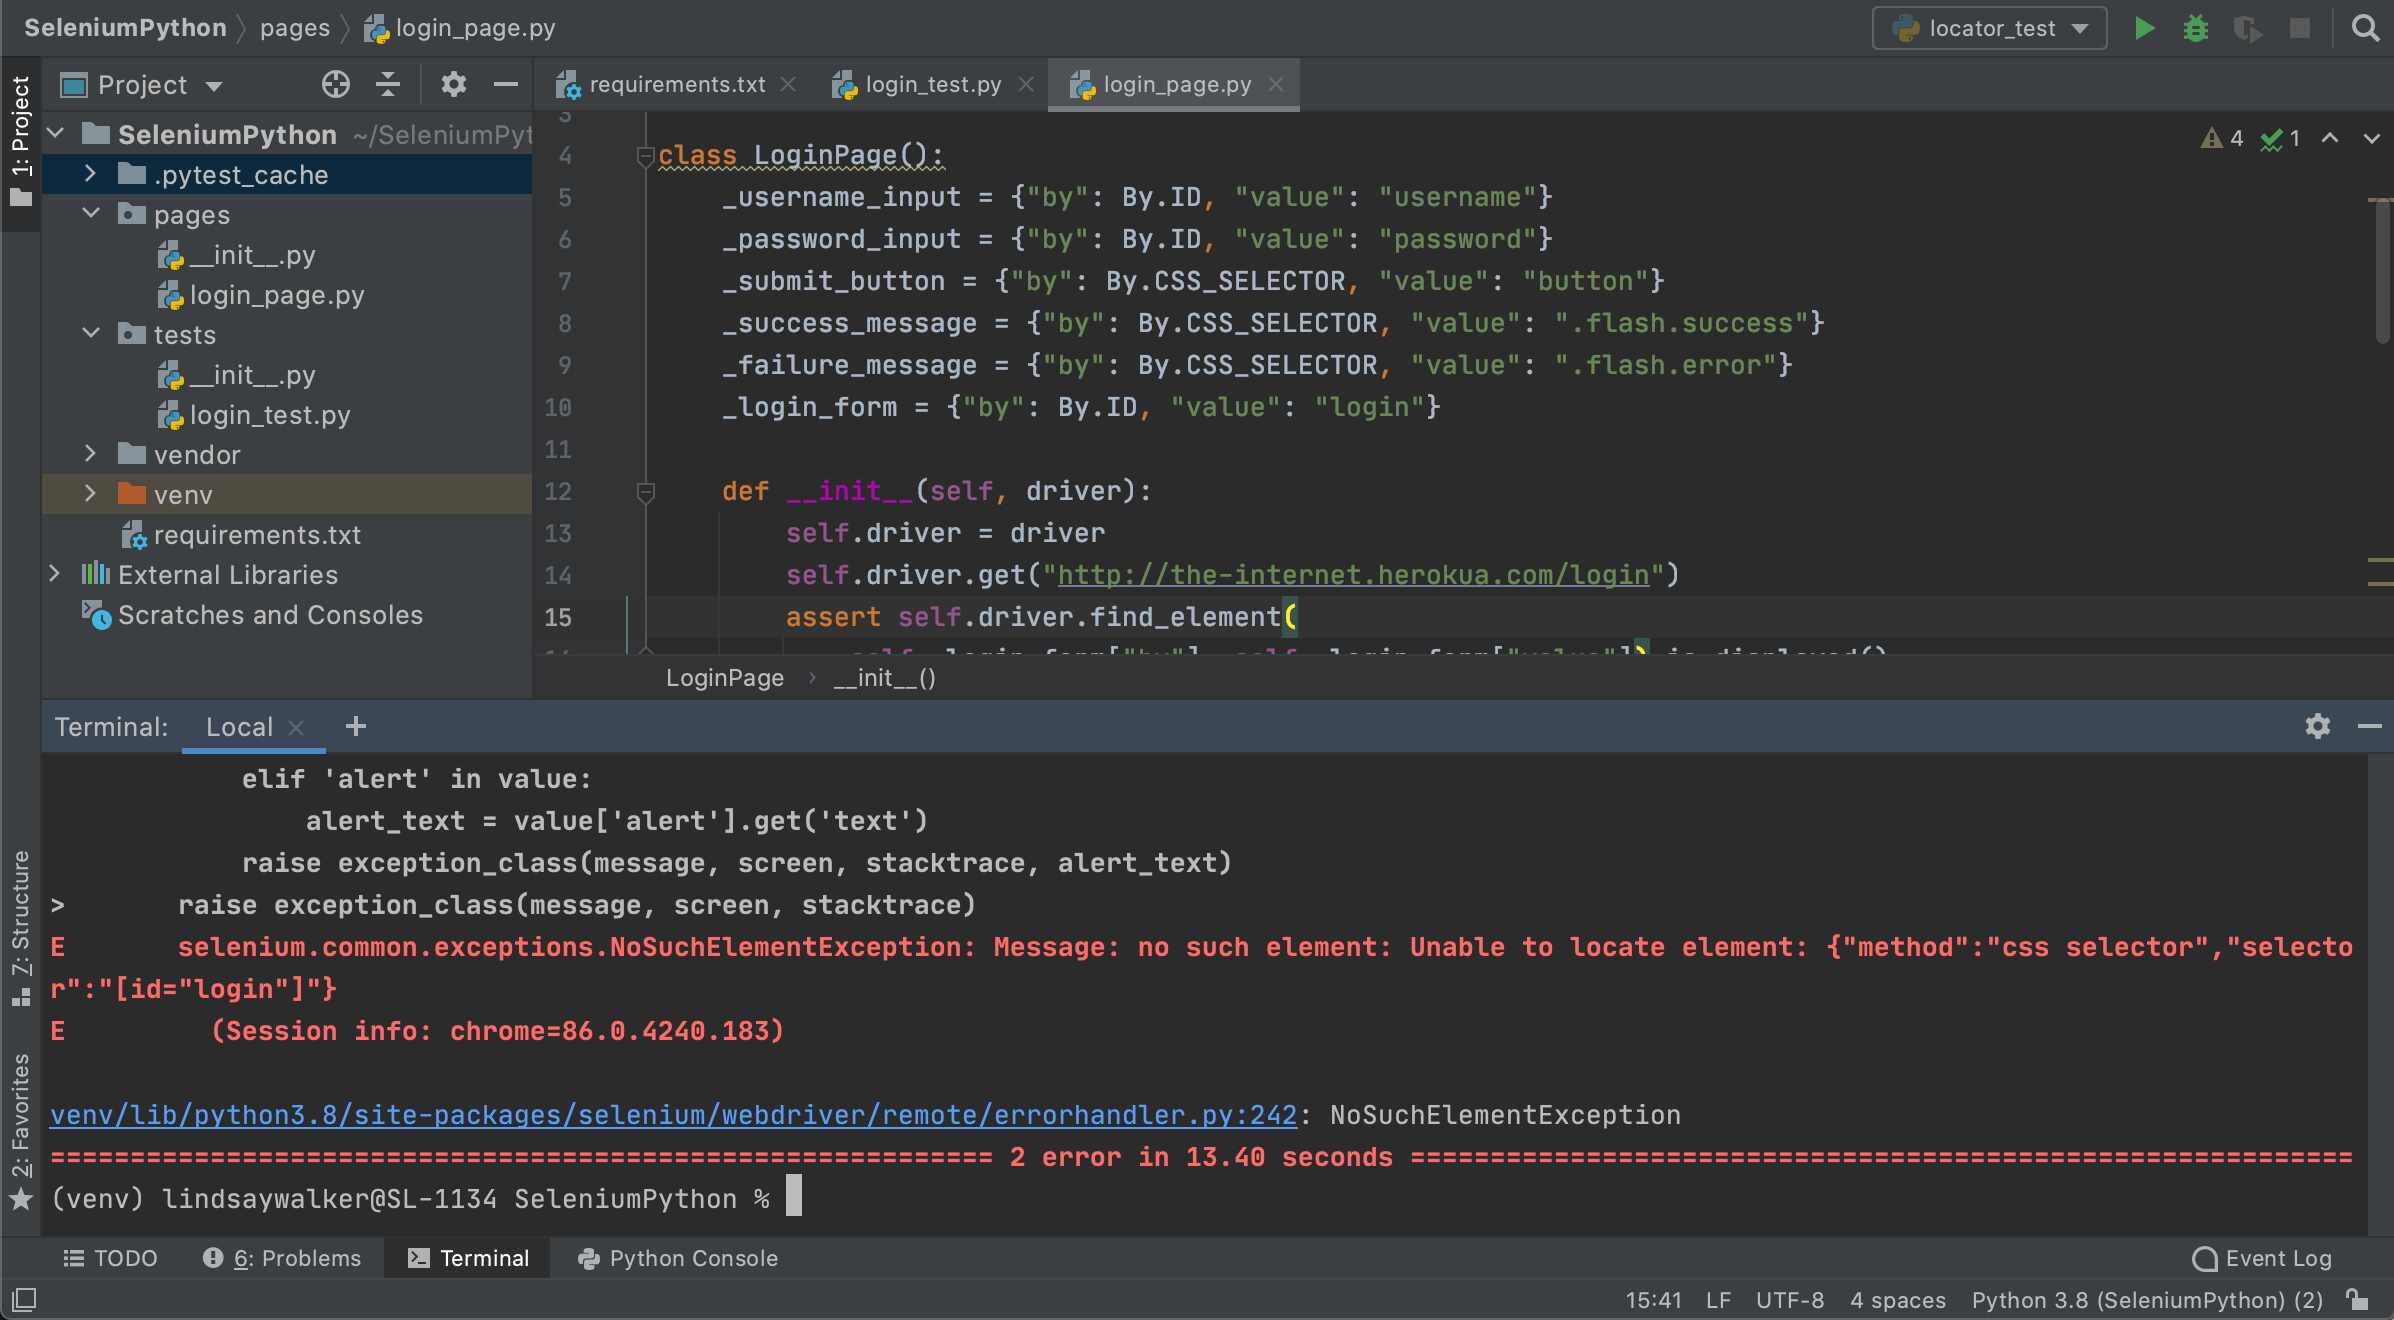 SeleniumPython pages login_page.py locator_test
1: Project
Project
requirements.txt login_test.py login_page.py
SeleniumPython ~/SeleniumPyt
.pytest_cache
pages
__init__.py
login_page.py
tests
__init__.py
login_test.py
vendor
venv
requirements.txt
External Libraries
Scratches and Consoles
4 1
3
4 class LoginPage():
5 _username_input = {"by": By.ID, "value": "username"}
6 _password_input = {"by": By.ID, "value": "password"}
7 _submit_button = {"by": By.CSS_SELECTOR, "value": "button"}
8 _success_message = {"by": By.CSS_SELECTOR, "value": ".flash.success"}
9 _failure_message = {"by": By.CSS_SELECTOR, "value": ".flash.error"}
10 _login_form = {"by": By.ID, "value": "login"}
11
12 def __init__(self, driver):
13 self.driver = driver
14 self.driver.get("http://the-internet.herokua.com/login")
15 assert self.driver.find_element(
LoginPage __init__()
Terminal: Local
elif 'alert' in value:
alert_text = value['alert'].get('text')
raise exception_class(message, screen, stacktrace, alert_text)
> raise exception_class(message, screen, stacktrace)
E selenium.common.exceptions.NoSuchElementException: Message: no such element: Unable to locate element: {"method":"css selector","selecto
r":"[id="login"]"}
E (Session info: chrome=86.0.4240.183)
venv/lib/python3.8/site-packages/selenium/webdriver/remote/errorhandler.py:242: NoSuchElementException
=========================================================== 2 error in 13.40 seconds ===========================================================
(venv) lindsaywalker@SL-1134 SeleniumPython %
7: Structure
2: Favorites
TODO 6: Problems Terminal Python Console Event Log
15:41 LF UTF-8 4 spaces Python 3.8 (SeleniumPython) (2)